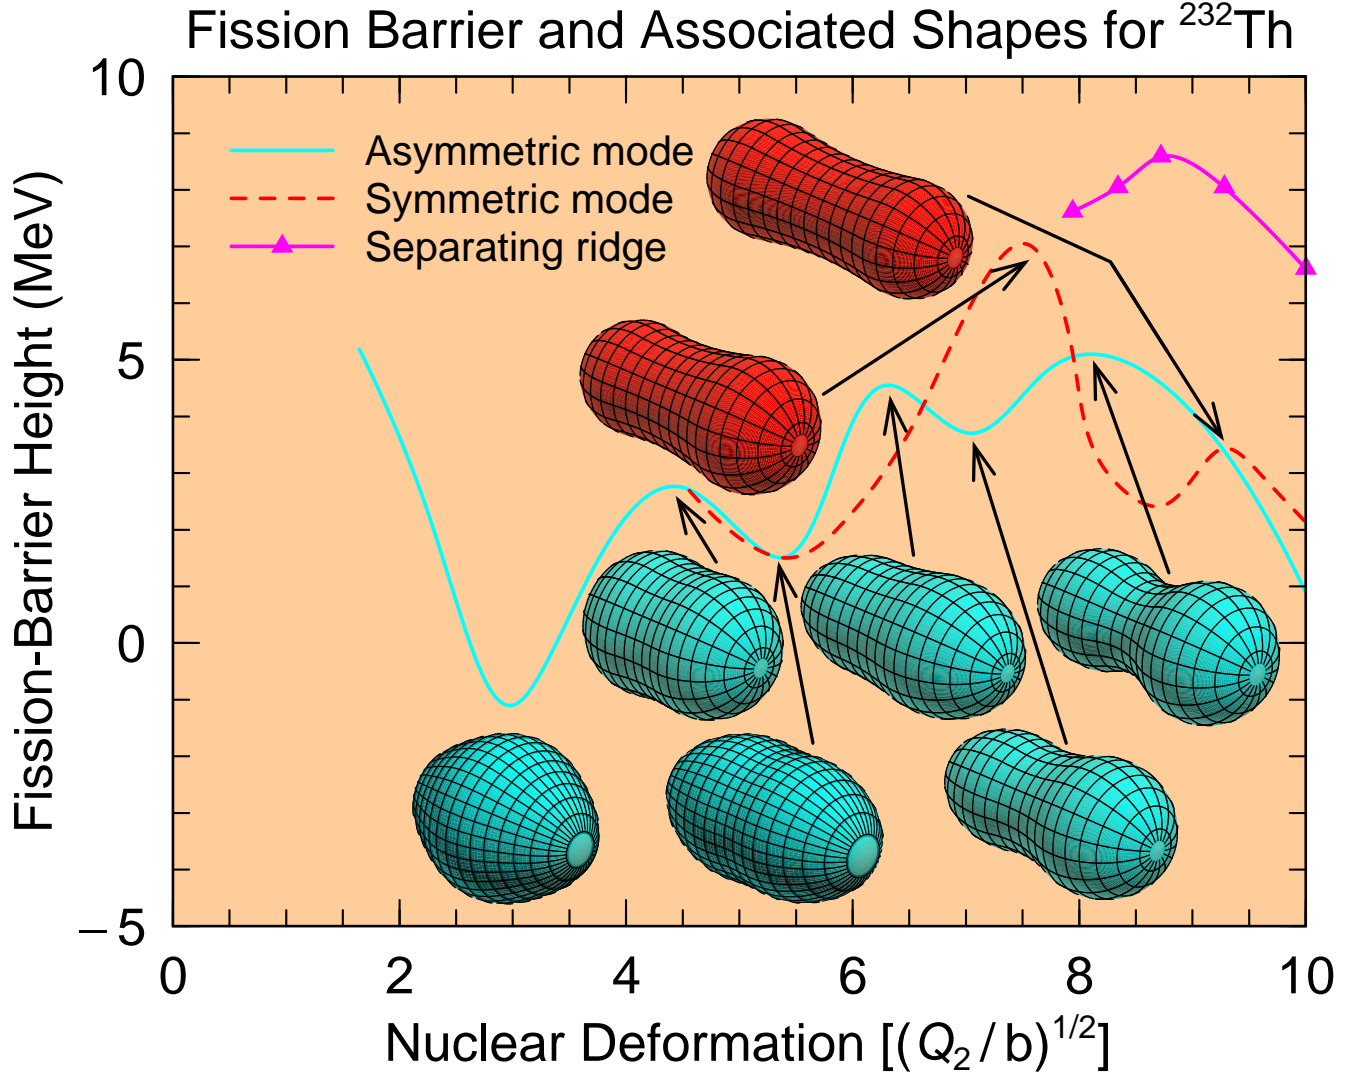 Fission Barrier and Associated Shapes for ²³²Th
Asymmetric mode
Symmetric mode
Separating ridge
Fission-Barrier Height (MeV)
10
5
0
−5
0 2 4 6 8 10
Nuclear Deformation [(Q₂/b)¹/²]